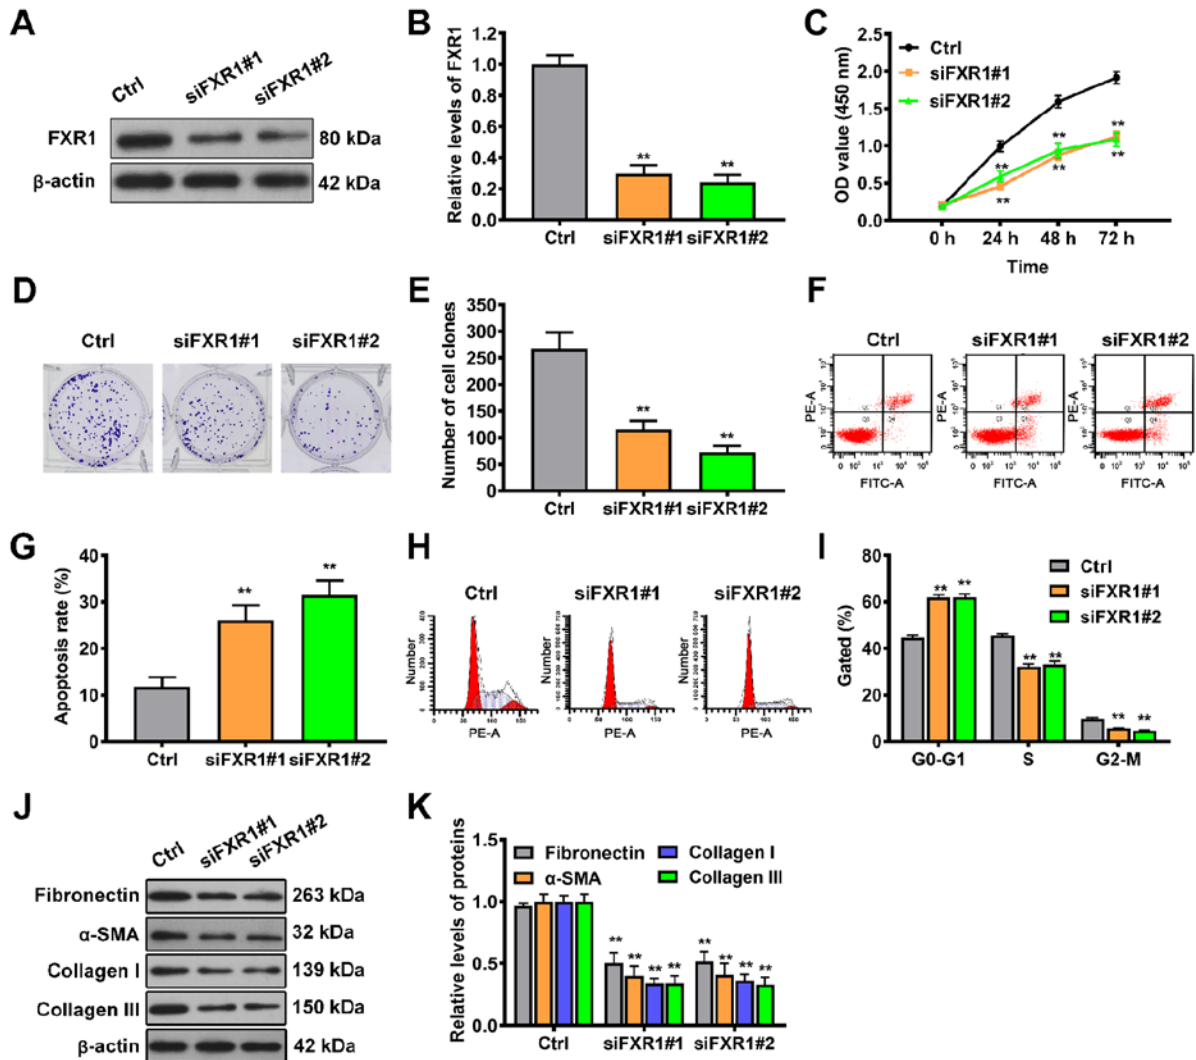 A
Ctrl
siFXR1#1
siFXR1#2
FXR1
80 kDa
β-actin
42 kDa
B
Relative levels of FXR1
1.2
1.0
0.8
0.6
0.4
0.2
0.0
**
**
Ctrl
siFXR1#1
siFXR1#2
C
OD value (450 nm)
2.5
2.0
1.5
1.0
0.5
0.0
Ctrl
siFXR1#1
siFXR1#2
**
**
**
**
**
**
0 h
24 h
48 h
72 h
Time
D
Ctrl
siFXR1#1
siFXR1#2
E
Number of cell clones
350
300
250
200
150
100
50
0
**
**
Ctrl
siFXR1#1
siFXR1#2
F
Ctrl
siFXR1#1
siFXR1#2
PE-A
PE-A
PE-A
FITC-A
FITC-A
FITC-A
G
Apoptosis rate (%)
40
30
20
10
0
**
**
Ctrl
siFXR1#1
siFXR1#2
H
Ctrl
siFXR1#1
siFXR1#2
Number
Number
Number
PE-A
PE-A
PE-A
I
Gated (%)
80
60
40
20
0
Ctrl
siFXR1#1
siFXR1#2
**
**
**
**
**
**
G0-G1
S
G2-M
J
Ctrl
siFXR1#1
siFXR1#2
Fibronectin
263 kDa
α-SMA
32 kDa
Collagen I
139 kDa
Collagen III
150 kDa
β-actin
42 kDa
K
Relative levels of proteins
1.5
1.0
0.5
0.0
Fibronectin
α-SMA
Collagen I
Collagen III
**
**
**
**
**
**
**
**
Ctrl
siFXR1#1
siFXR1#2